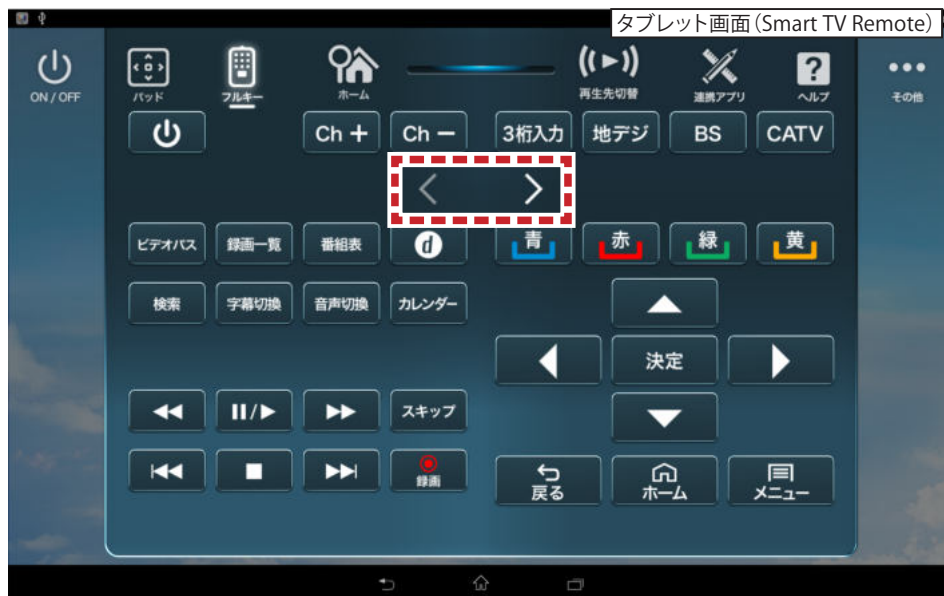 タブレット画面（Smart TV Remote）
ON / OFF
パッド
フルキー
ホーム
再生先切替
連携アプリ
?
ヘルプ
その他
Ch +
Ch −
3桁入力
地デジ
BS
CATV
ビデオパス
録画一覧
番組表
d
青
赤
緑
黄
検索
字幕切換
音声切換
カレンダー
決定
スキップ
録画
戻る
ホーム
メニュー